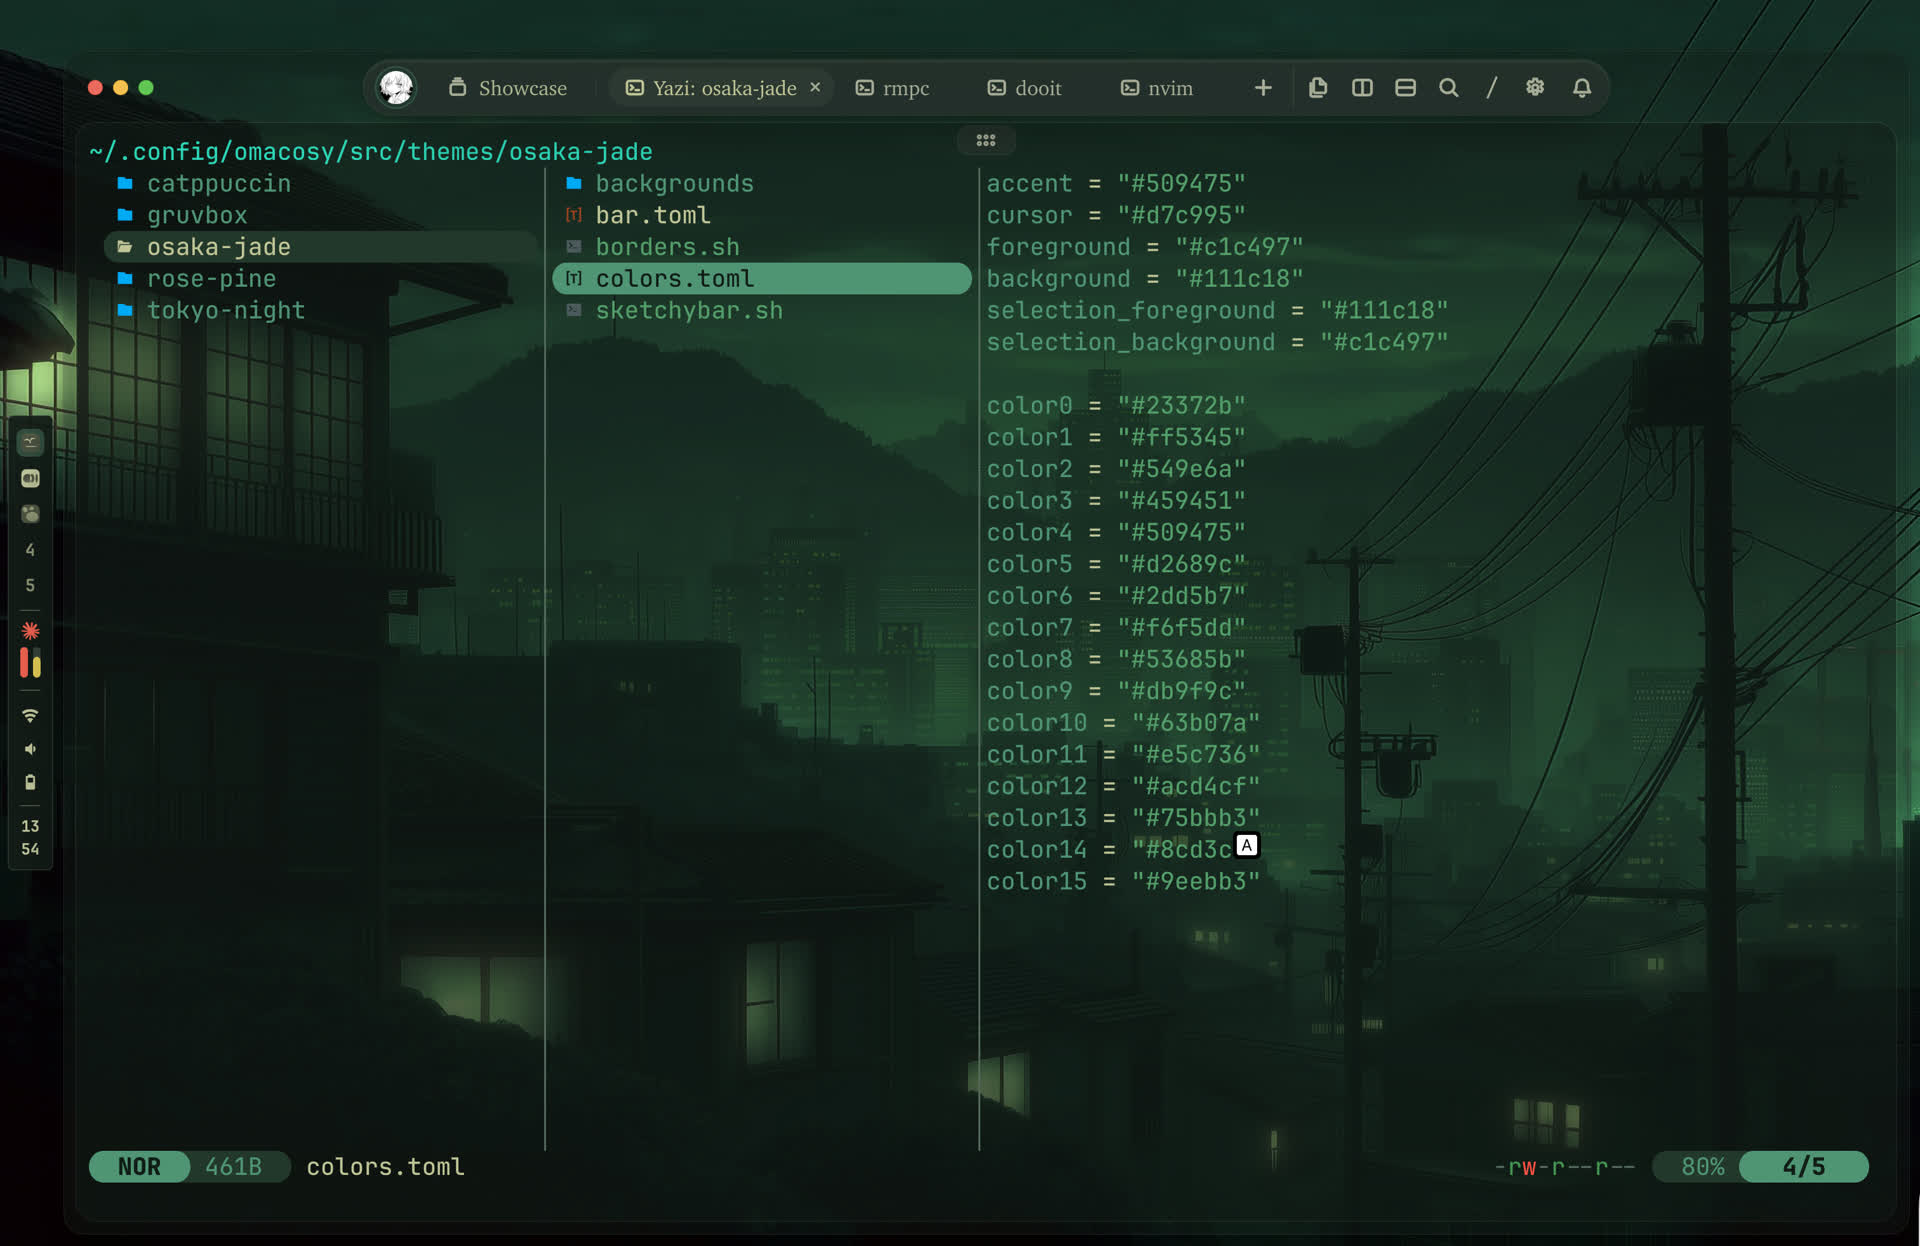 Showcase
Yazi: osaka-jade
rmpc
dooit
nvim
~/.config/omacosy/src/themes/osaka-jade
catppuccin
gruvbox
osaka-jade
rose-pine
tokyo-night
backgrounds
[T] bar.toml
borders.sh
[T] colors.toml
sketchybar.sh
accent = "#509475"
cursor = "#d7c995"
foreground = "#c1c497"
background = "#111c18"
selection_foreground = "#111c18"
selection_background = "#c1c497"
color0 = "#23372b"
color1 = "#ff5345"
color2 = "#549e6a"
color3 = "#459451"
color4 = "#509475"
color5 = "#d2689c"
color6 = "#2dd5b7"
color7 = "#f6f5dd"
color8 = "#53685b"
color9 = "#db9f9c"
color10 = "#63b07a"
color11 = "#e5c736"
color12 = "#acd4cf"
color13 = "#75bbb3"
color14 = "#8cd3c
A
color15 = "#9eebb3"
4
5
13
54
NOR 461B colors.toml
-rw-r--r-- 80% 4/5